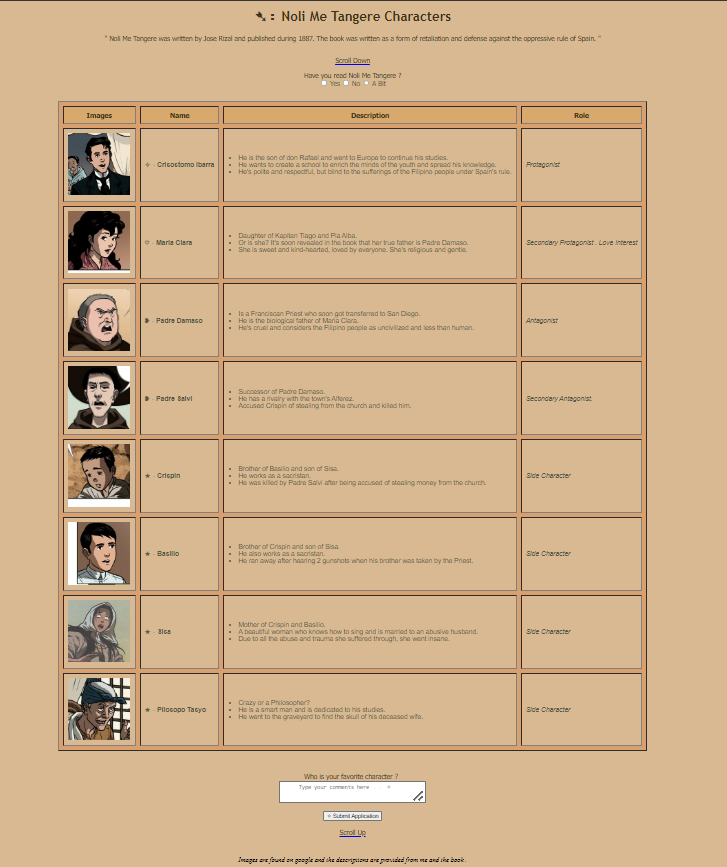 ➴ : Noli Me Tangere Characters
" Noli Me Tangere was written by Jose Rizal and published during 1887. The book was written as a form of retaliation and defense against the oppressive rule of Spain. "
Scroll Down
Have you read Noli Me Tangere ?
Yes No A Bit
Images Name Description Role
✧ - Crisostomo Ibarra
He is the son of don Rafael and went to Europe to continue his studies.
He wants to create a school to enrich the minds of the youth and spread his knowledge.
He's polite and respectful, but blind to the sufferings of the Filipino people under Spain's rule.
Protagonist
♡ - Maria Clara
Daughter of Kapitan Tiago and Pia Alba.
Or is she? It's soon revealed in the book that her true father is Padre Damaso.
She is sweet and kind-hearted, loved by everyone. She's religious and gentle.
Secondary Protagonist . Love Interest
❥ - Padre Damaso
Is a Franciscan Priest who soon got transferred to San Diego.
He is the biological father of Maria Clara.
He's cruel and considers the Filipino people as uncivilized and less than human.
Antagonist
❥ - Padre Salvi
Successor of Padre Damaso.
He has a rivalry with the town's Alferez.
Accused Crispin of stealing from the church and killed him.
Secondary Antagonist.
★ - Crispin
Brother of Basilio and son of Sisa.
He works as a sacristan.
He was killed by Padre Salvi after being accused of stealing money from the church.
Side Character
★ - Basilio
Brother of Crispin and son of Sisa
He also works as a sacristan.
He ran away after hearing 2 gunshots when his brother was taken by the Priest.
Side Character
★ - Sisa
Mother of Crispin and Basilio.
A beautiful woman who knows how to sing and is married to an abusive husband.
Due to all the abuse and trauma she suffered through, she went insane.
Side Character
★ - Pilosopo Tasyo
Crazy or a Philosopher?
He is a smart man and is dedicated to his studies.
He went to the graveyard to find the skull of his deceased wife.
Side Character
Who is your favorite character ?
Type your comments here . . ✧
✧ Submit Application
Scroll Up
Images are found on google and the descriptions are provided from me and the book .